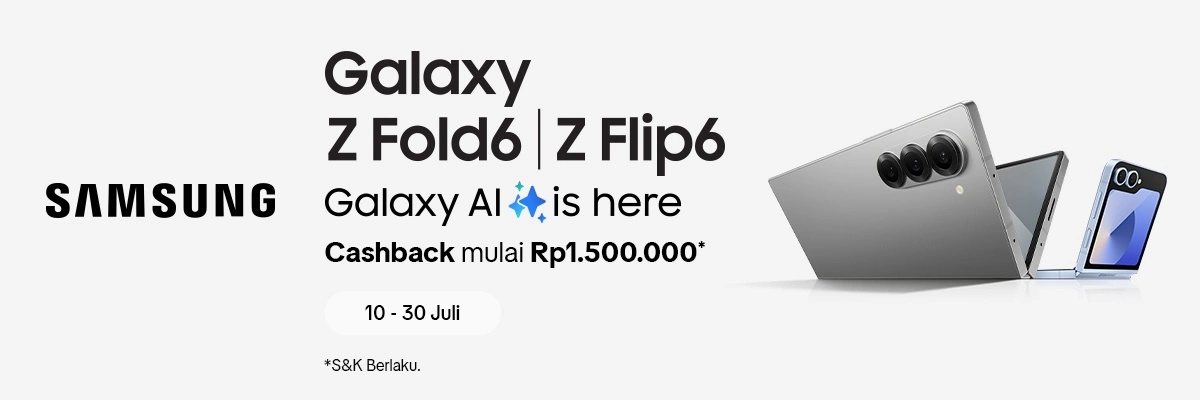 SAMSUNG
Galaxy
Z Fold6 | Z Flip6
Galaxy AI is here
Cashback mulai Rp1.500.000*
10 - 30 Juli
*S&K Berlaku.